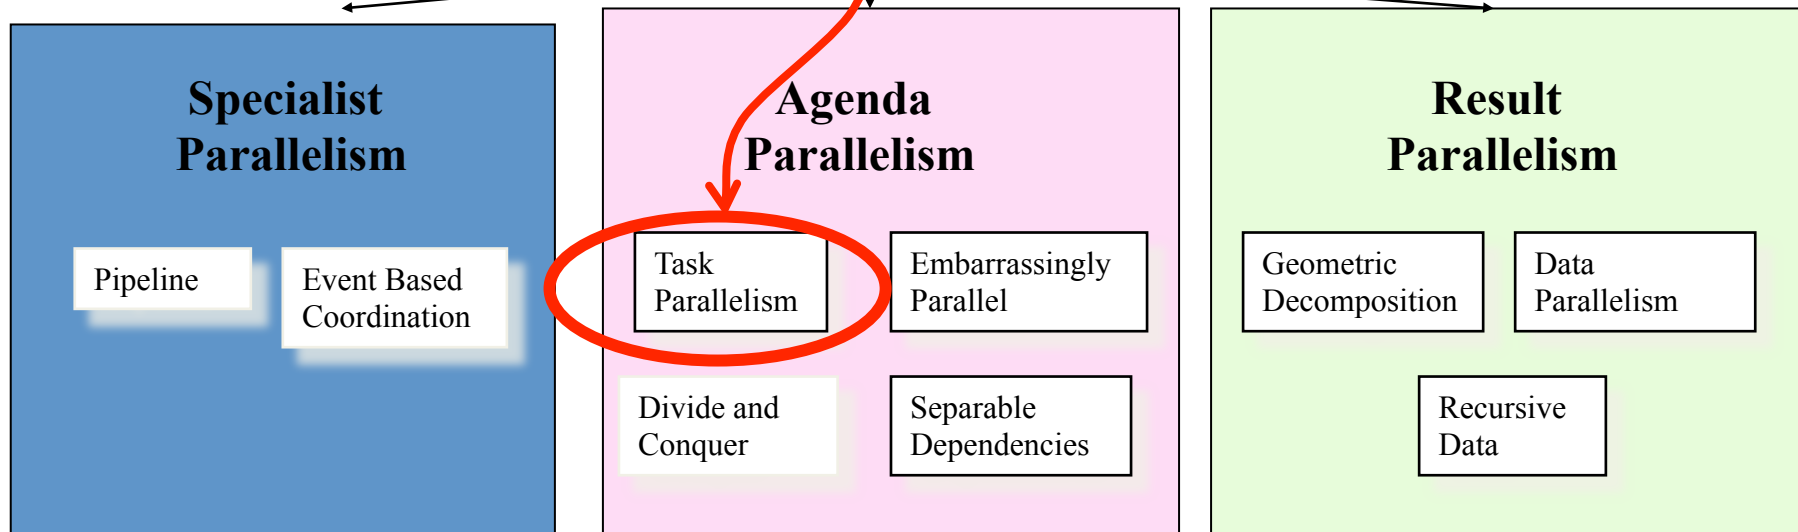 Specialist
Parallelism
Pipeline
Event Based
Coordination
Agenda
Parallelism
Task
Parallelism
Embarrassingly
Parallel
Divide and
Conquer
Separable
Dependencies
Result
Parallelism
Geometric
Decomposition
Data
Parallelism
Recursive
Data